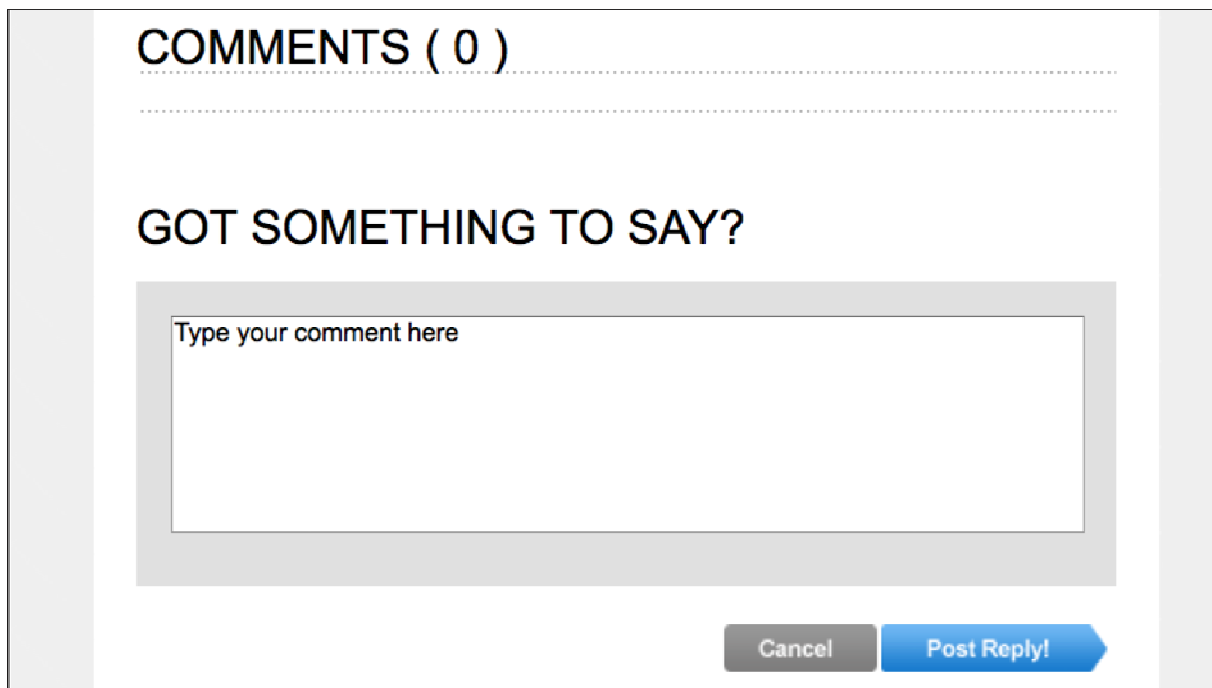 COMMENTS ( 0 )
GOT SOMETHING TO SAY?
Type your comment here
Cancel
Post Reply!